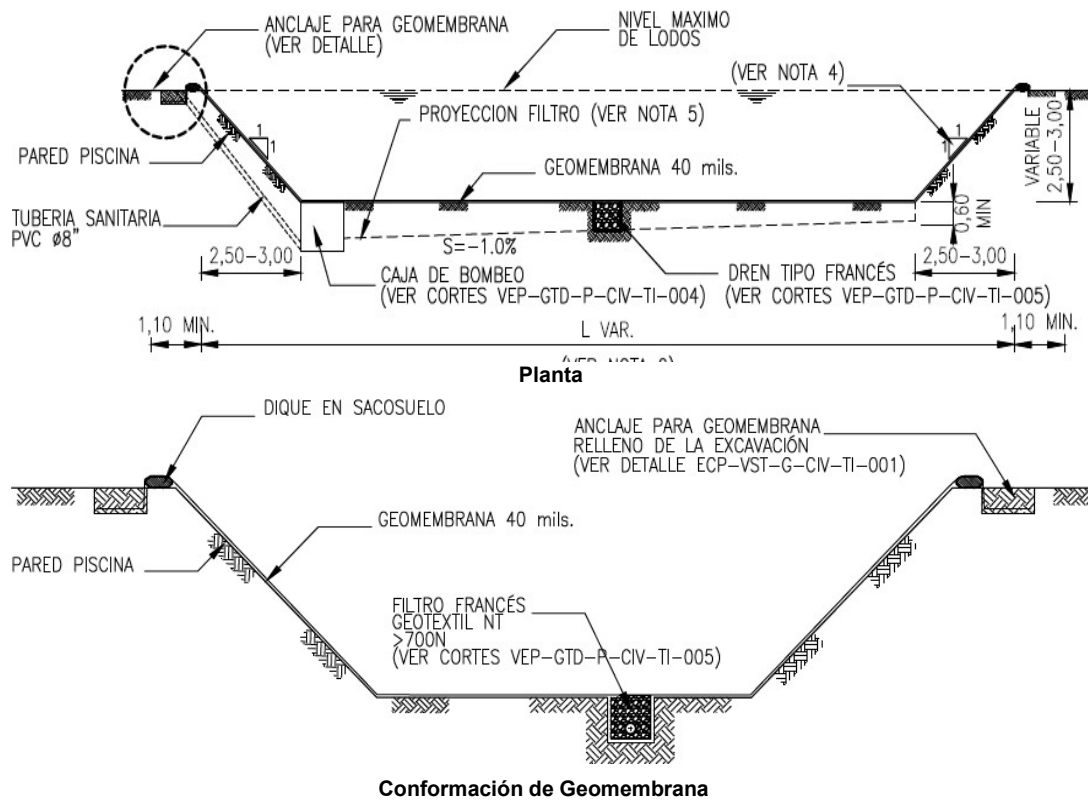 ANCLAJE PARA GEOMEMBRANA
(VER DETALLE)
NIVEL MAXIMO
DE LODOS
(VER NOTA 4)
PROYECCION FILTRO (VER NOTA 5)
1
1
1
1
PARED PISCINA
GEOMEMBRANA 40 mils.
VARIABLE
2,50-3,00
TUBERIA SANITARIA
PVC ø8"
0,60
MIN
S=-1.0%
2,50-3,00
2,50-3,00
CAJA DE BOMBEO
(VER CORTES VEP-GTD-P-CIV-TI-004)
DREN TIPO FRANCÉS
(VER CORTES VEP-GTD-P-CIV-TI-005)
1,10 MIN.
L VAR.
1,10 MIN.
Planta
DIQUE EN SACOSUELO
ANCLAJE PARA GEOMEMBRANA
RELLENO DE LA EXCAVACIÓN
(VER DETALLE ECP-VST-G-CIV-TI-001)
GEOMEMBRANA 40 mils.
PARED PISCINA
FILTRO FRANCÉS
GEOTEXTIL NT
>700N
(VER CORTES VEP-GTD-P-CIV-TI-005)
Conformación de Geomembrana